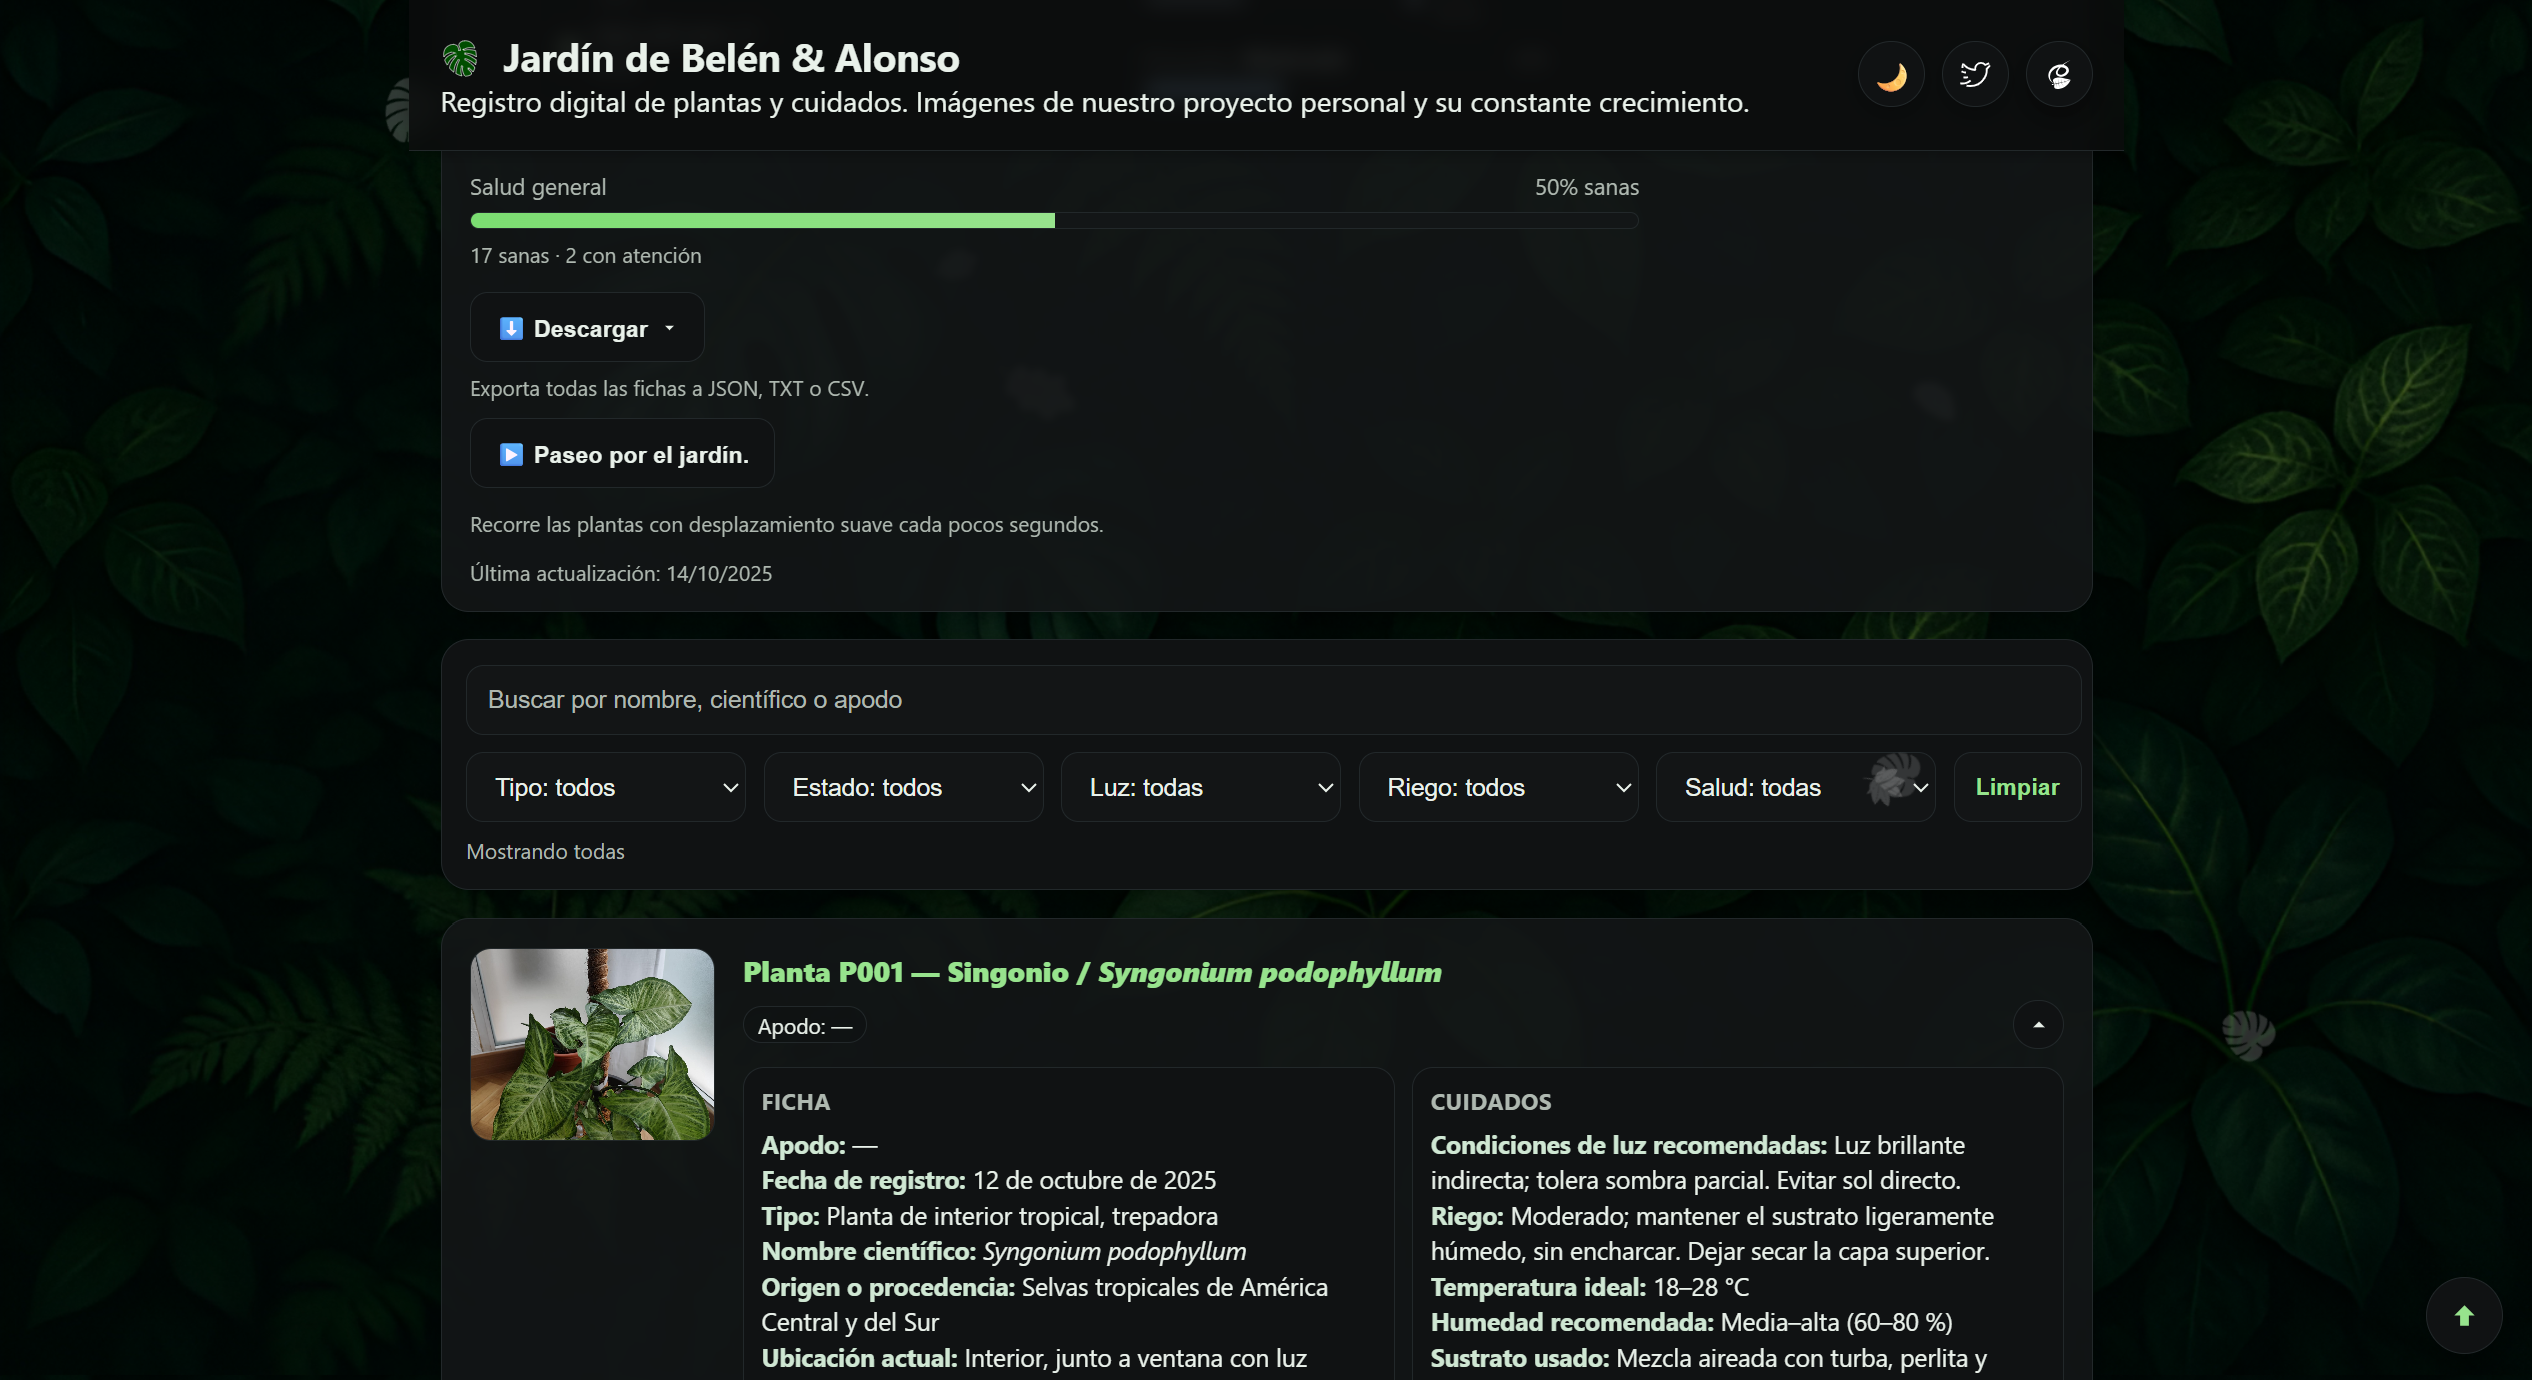 Jardín de Belén & Alonso
Registro digital de plantas y cuidados. Imágenes de nuestro proyecto personal y su constante crecimiento.
Salud general
50% sanas
17 sanas · 2 con atención
Descargar
Exporta todas las fichas a JSON, TXT o CSV.
Paseo por el jardín.
Recorre las plantas con desplazamiento suave cada pocos segundos.
Última actualización: 14/10/2025
Buscar por nombre, científico o apodo
Tipo: todos
Estado: todos
Luz: todas
Riego: todos
Salud: todas
Limpiar
Mostrando todas
Planta P001 — Singonio / Syngonium podophyllum
Apodo: —
FICHA
Apodo: —
Fecha de registro: 12 de octubre de 2025
Tipo: Planta de interior tropical, trepadora
Nombre científico: Syngonium podophyllum
Origen o procedencia: Selvas tropicales de América
Central y del Sur
Ubicación actual: Interior, junto a ventana con luz
CUIDADOS
Condiciones de luz recomendadas: Luz brillante
indirecta; tolera sombra parcial. Evitar sol directo.
Riego: Moderado; mantener el sustrato ligeramente
húmedo, sin encharcar. Dejar secar la capa superior.
Temperatura ideal: 18–28 °C
Humedad recomendada: Media–alta (60–80 %)
Sustrato usado: Mezcla aireada con turba, perlita y